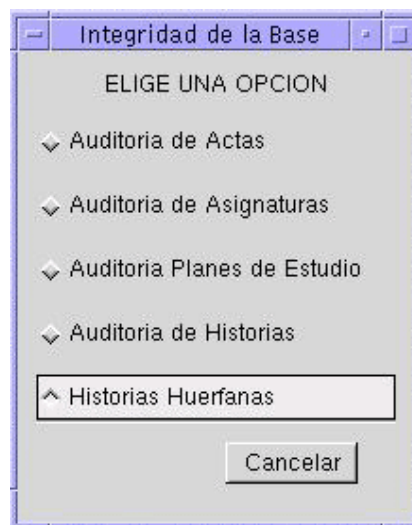 Integridad de la Base
ELIGE UNA OPCION
Auditoria de Actas
Auditoria de Asignaturas
Auditoria Planes de Estudio
Auditoria de Historias
Historias Huerfanas
Cancelar